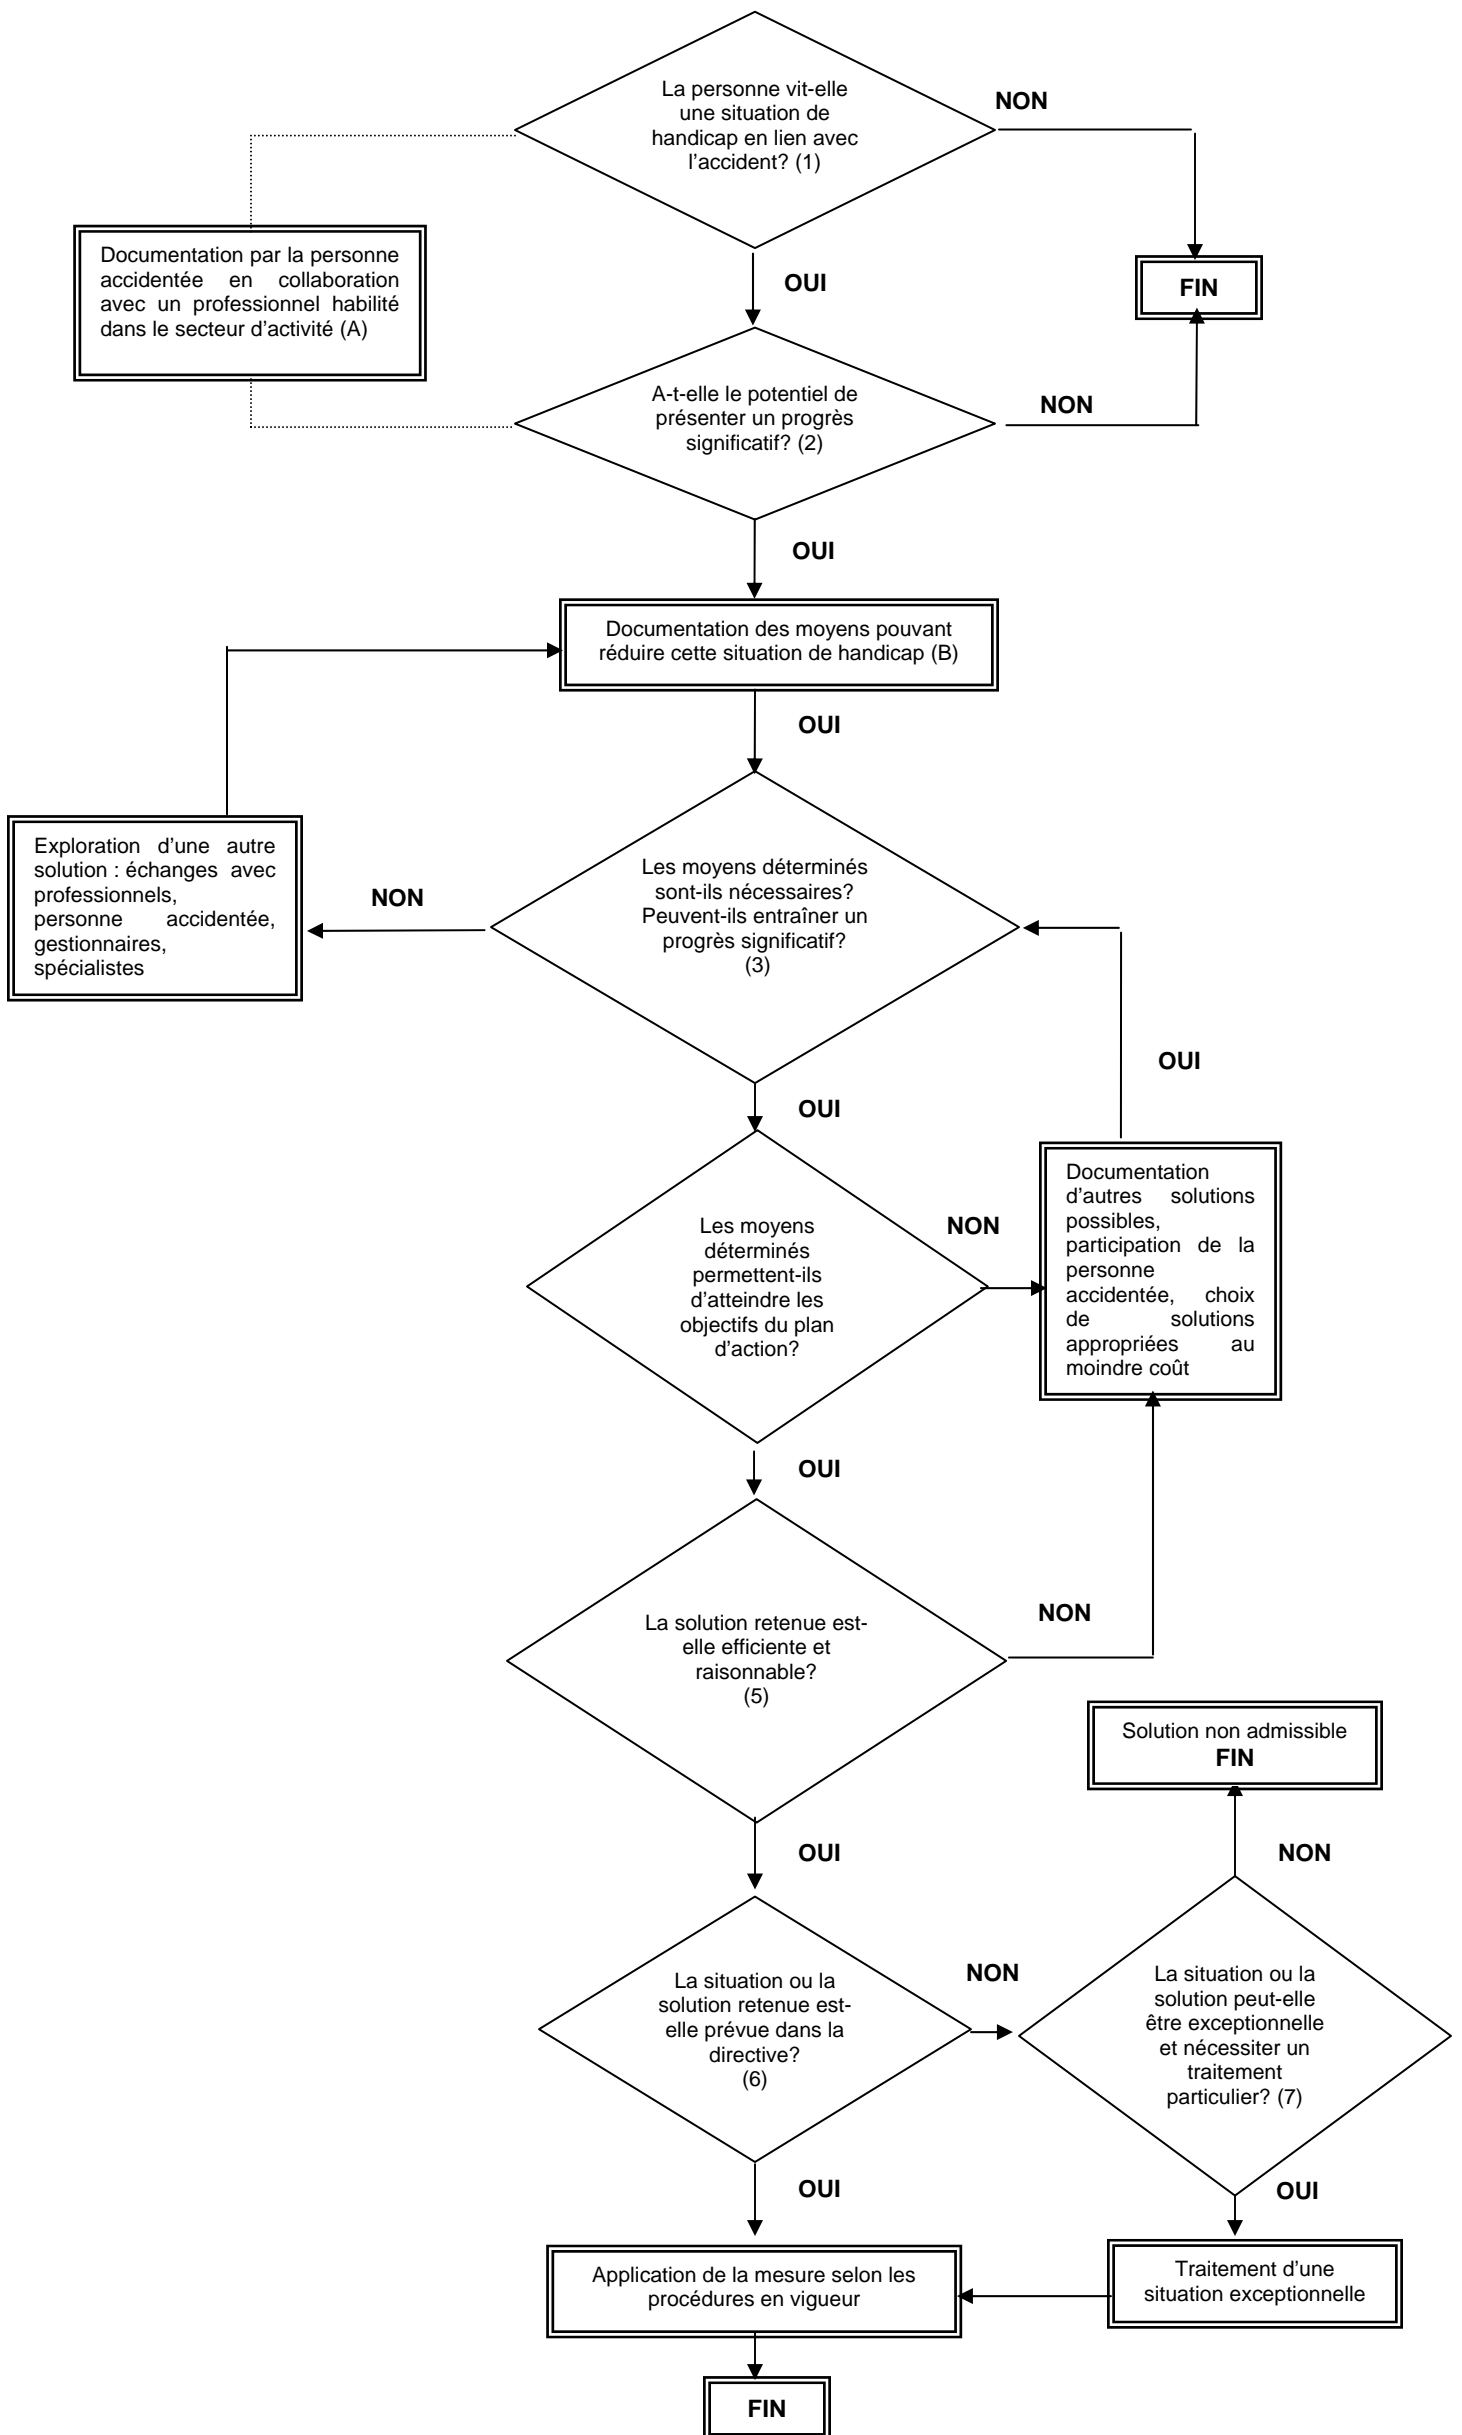 La personne vit-elle
une situation de
handicap en lien avec
l’accident? (1)
NON
Documentation par la personne
accidentée en collaboration
avec un professionnel habilité
dans le secteur d’activité (A)
OUI
FIN
A-t-elle le potentiel de
présenter un progrès
significatif? (2)
NON
OUI
Documentation des moyens pouvant
réduire cette situation de handicap (B)
OUI
Exploration d’une autre
solution : échanges avec
professionnels,
personne accidentée,
gestionnaires,
spécialistes
NON
Les moyens déterminés
sont-ils nécessaires?
Peuvent-ils entraîner un
progrès significatif?
(3)
OUI
OUI
Les moyens
déterminés
permettent-ils
d’atteindre les
objectifs du plan
d’action?
NON
Documentation
d’autres solutions
possibles,
participation de la
personne
accidentée, choix
de solutions
appropriées au
moindre coût
OUI
La solution retenue est-
elle efficiente et
raisonnable?
(5)
NON
Solution non admissible
FIN
OUI
NON
La situation ou la
solution retenue est-
elle prévue dans la
directive?
(6)
NON
La situation ou la
solution peut-elle
être exceptionnelle
et nécessiter un
traitement
particulier? (7)
OUI
OUI
Application de la mesure selon les
procédures en vigueur
Traitement d’une
situation exceptionnelle
FIN